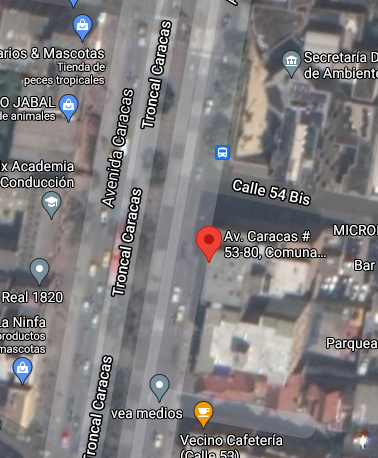 arios & Mascotas
Tienda de
peces tropicales
Troncal Caracas
Secretaría D
de Ambiente
O JABAL
de animales
Avenida Caracas
x Academia
Conducción
Calle 54 Bis
Troncal Caracas
Av. Caracas #
53-80, Comuna...
MICRO
Bar
Real 1820
La Ninfa
productos
mascotas
Parquea
Troncal Caracas
vea medios
Vecino Cafetería
(Calle 53)